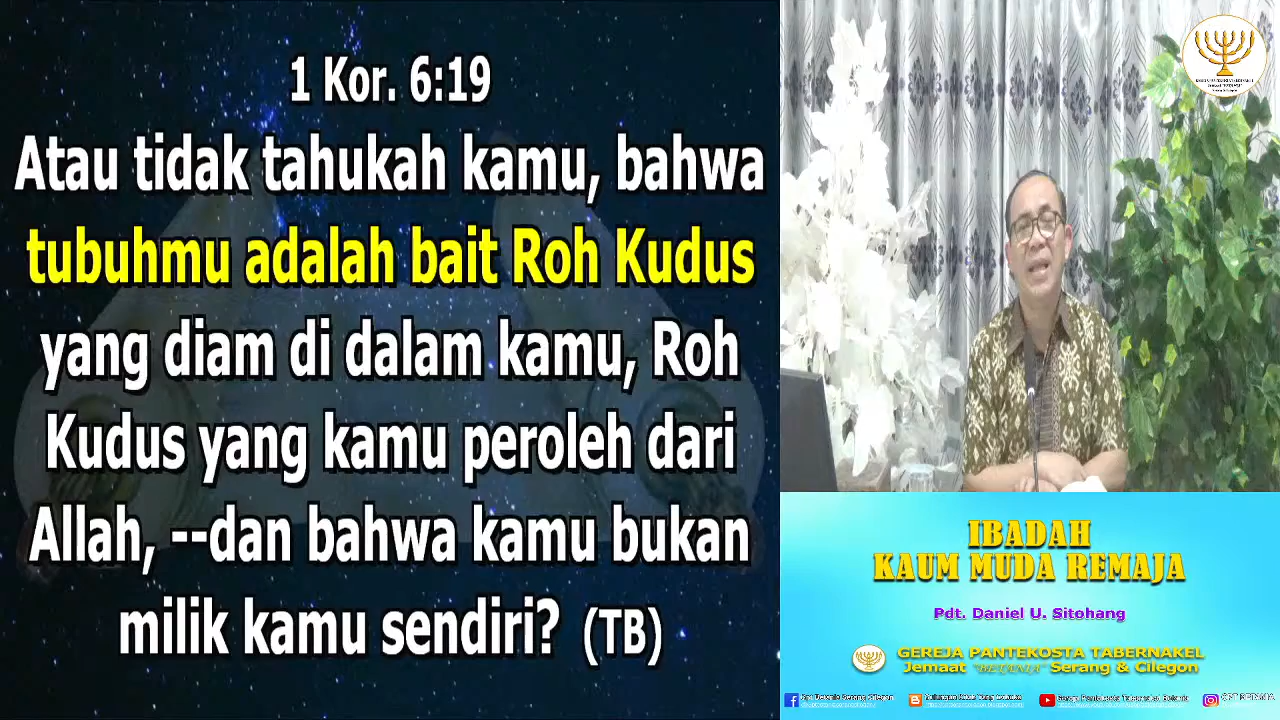 1 Kor. 6:19
Atau tidak tahukah kamu, bahwa
tubuhmu adalah bait Roh Kudus
yang diam di dalam kamu, Roh
Kudus yang kamu peroleh dari
Allah, --dan bahwa kamu bukan
milik kamu sendiri? (TB)
IBADAH
KAUM MUDA REMAJA
Pdt. Daniel U. Sitohang
GEREJA PANTEKOSTA TABERNAKEL
Jemaat "BETANIA" Serang & Cilegon